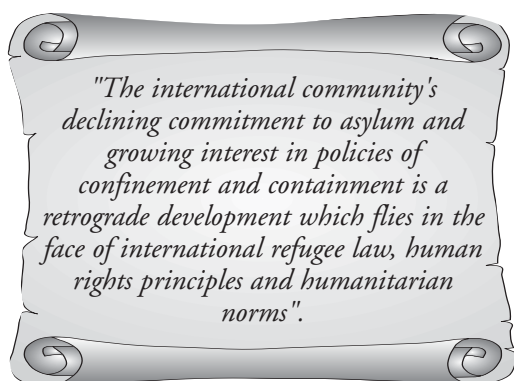 "The international community's
declining commitment to asylum and
growing interest in policies of
confinement and containment is a
retrograde development which flies in the
face of international refugee law, human
rights principles and humanitarian
norms".